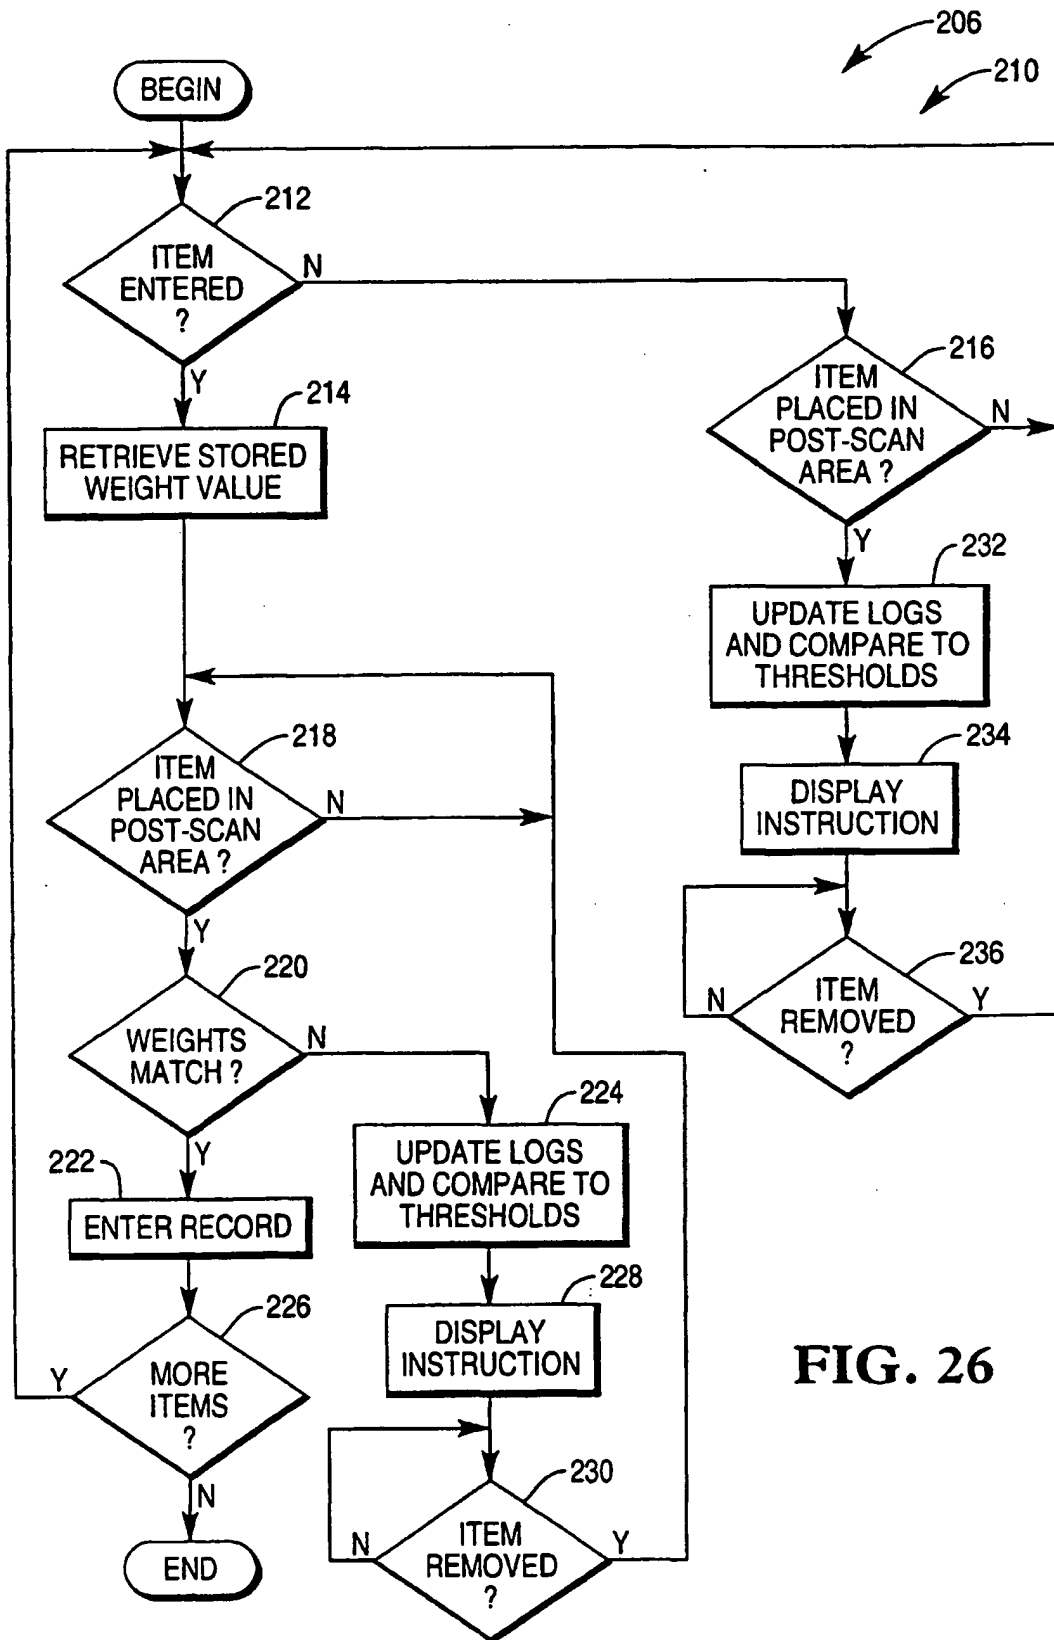 206
210
BEGIN
212
ITEM
ENTERED
?
N
Y
214
RETRIEVE STORED
WEIGHT VALUE
216
ITEM
PLACED IN
POST-SCAN
AREA ?
N
Y
232
UPDATE LOGS
AND COMPARE TO
THRESHOLDS
234
DISPLAY
INSTRUCTION
236
ITEM
REMOVED
?
N
Y
218
ITEM
PLACED IN
POST-SCAN
AREA ?
N
Y
220
WEIGHTS
MATCH ?
N
Y
222
ENTER RECORD
224
UPDATE LOGS
AND COMPARE TO
THRESHOLDS
226
MORE
ITEMS
?
Y
N
END
228
DISPLAY
INSTRUCTION
230
ITEM
REMOVED
?
N
Y
FIG. 26